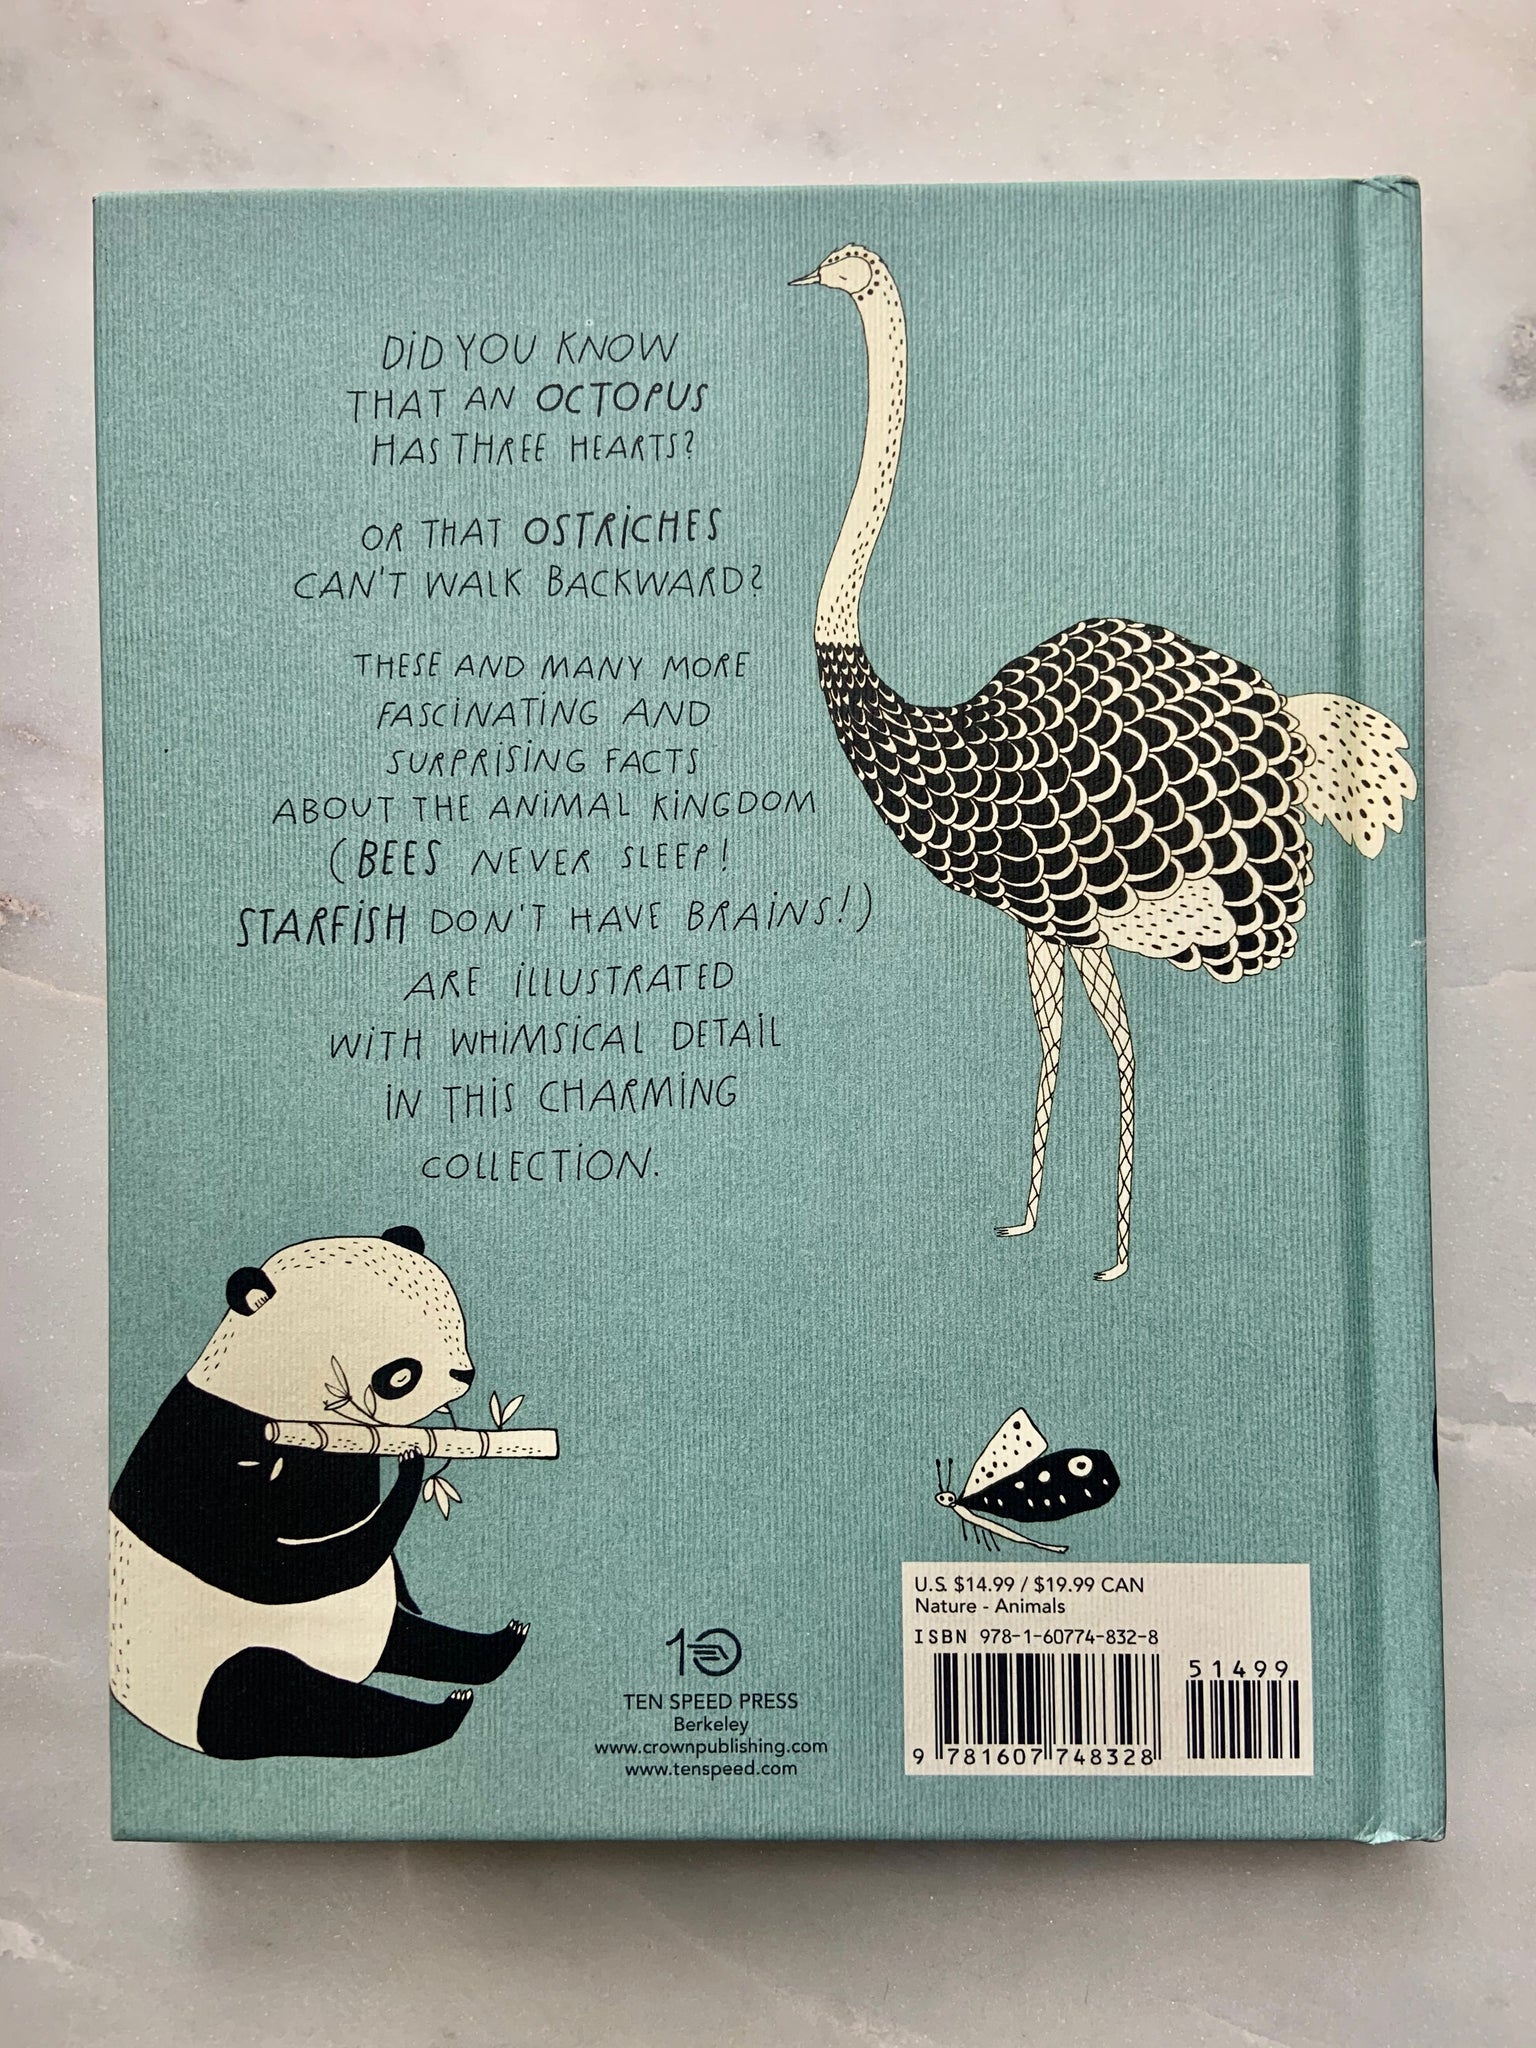 DID YOU KNOW
THAT AN OCTOPUS
HAS THREE HEARTS?
OR THAT OSTRICHES
CAN'T WALK BACKWARD?
THESE AND MANY MORE
FASCINATING AND
SURPRISING FACTS
ABOUT THE ANIMAL KINGDOM
(BEES NEVER SLEEP!
STARFISH DON'T HAVE BRAINS!)
ARE ILLUSTRATED
WITH WHIMSICAL DETAIL
IN THIS CHARMING
COLLECTION.
10
TEN SPEED PRESS
Berkeley
www.crownpublishing.com
www.tenspeed.com
U.S. $14.99 / $19.99 CAN
Nature - Animals
ISBN 978-1-60774-832-8
51499
9 781607 748328